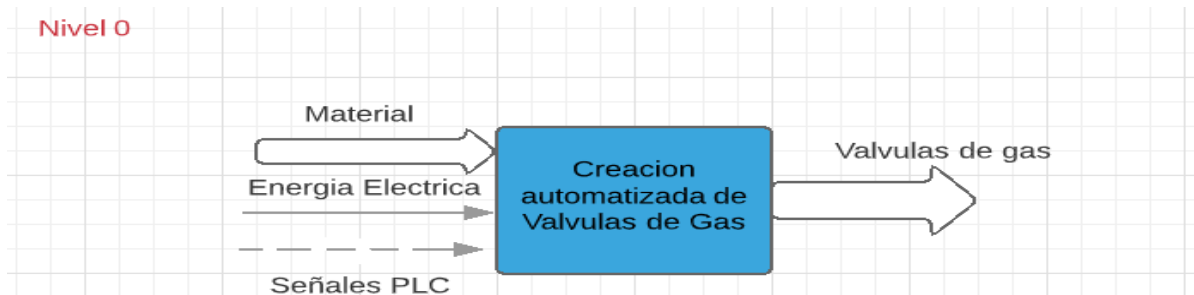 Nivel 0
Material
Energia Electrica
Señales PLC
Creacion
automatizada de
Valvulas de Gas
Valvulas de gas